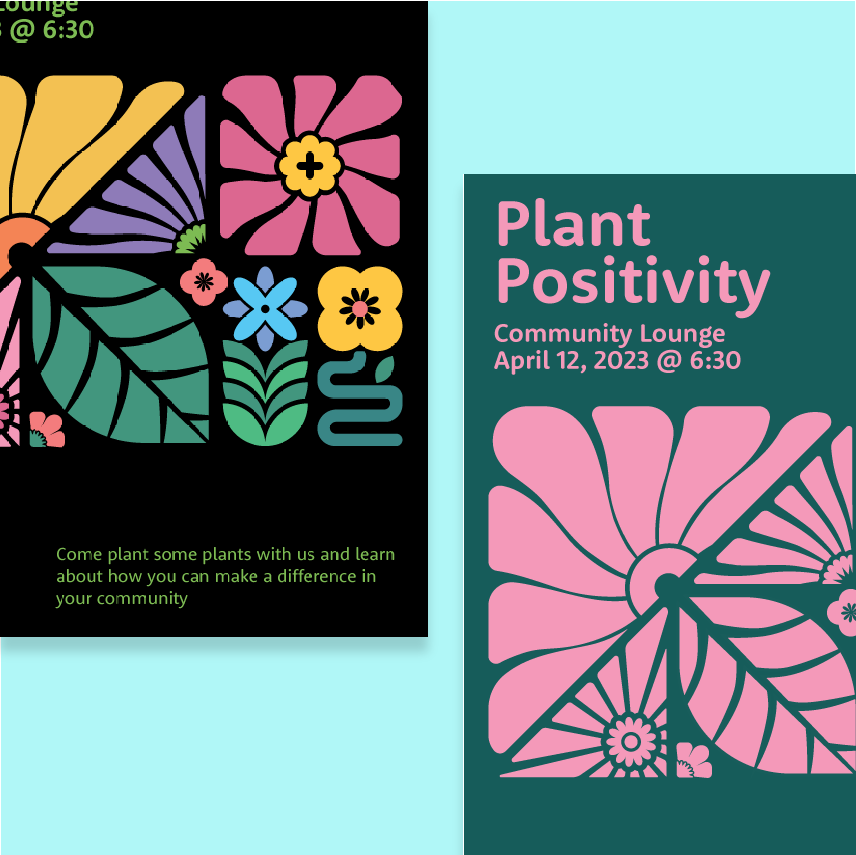 Lounge
@ 6:30
Come plant some plants with us and learn
about how you can make a difference in
your community
Plant
Positivity
Community Lounge
April 12, 2023 @ 6:30